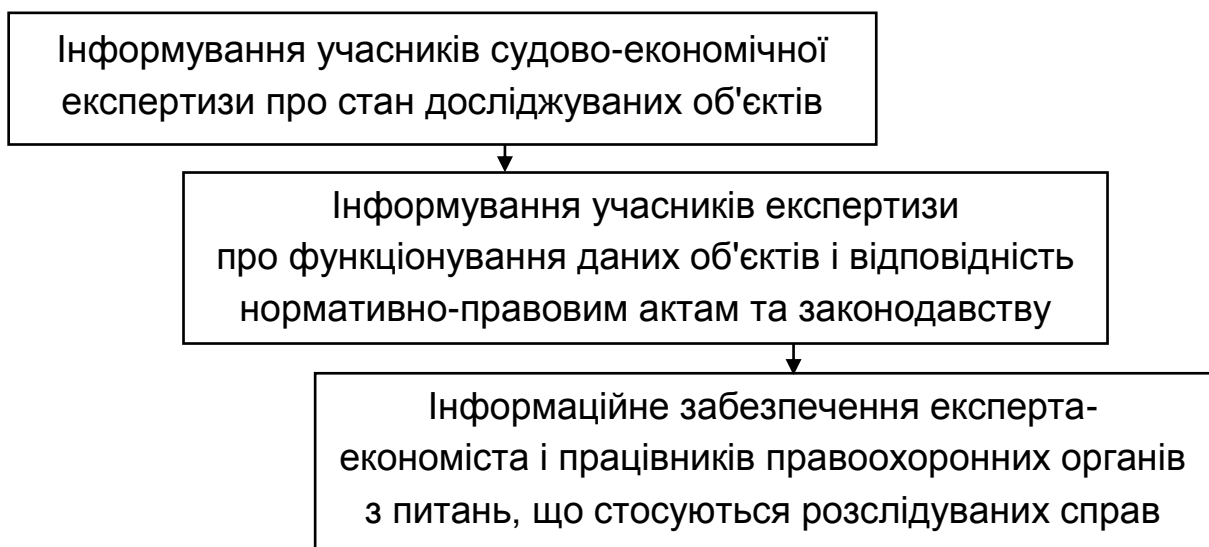 Інформування учасників судово-економічної
експертизи про стан досліджуваних об'єктів
Інформування учасників експертизи
про функціонування даних об'єктів і відповідність
нормативно-правовим актам та законодавству
Інформаційне забезпечення експерта-
економіста і працівників правоохоронних органів
з питань, що стосуються розслідуваних справ